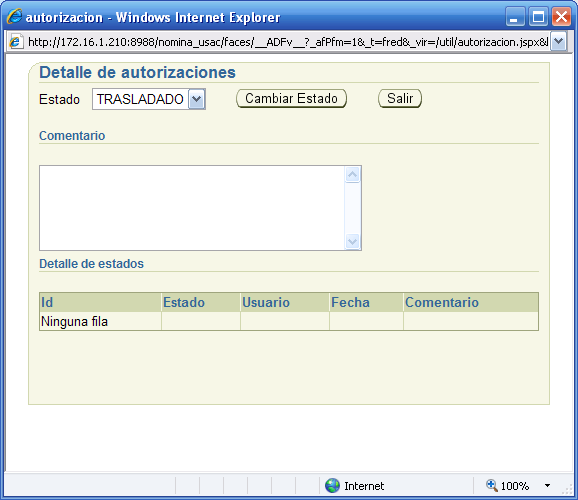 autorizacion - Windows Internet Explorer
http://172.16.1.210:8988/nomina_usac/faces/__ADFv__?_afPfm=1&_t=fred&_vir=/util/autorizacion.jspx&l
Detalle de autorizaciones
Estado TRASLADADO Cambiar Estado Salir
Comentario
Detalle de estados
Id Estado Usuario Fecha Comentario
Ninguna fila
Internet 100%